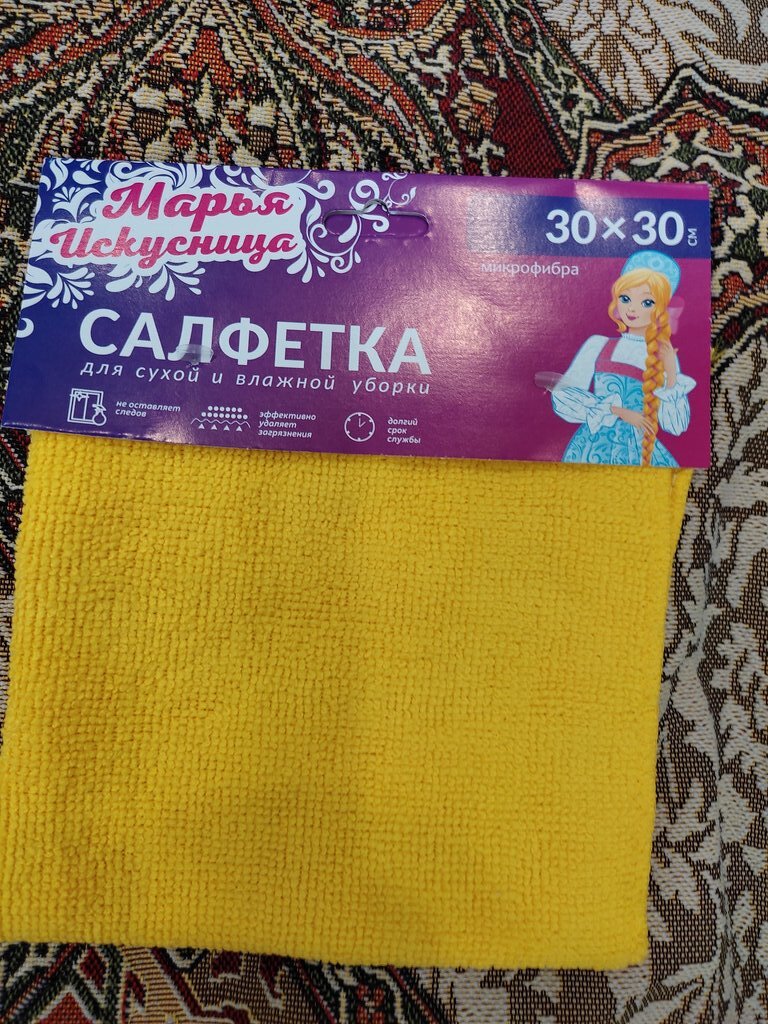 Марья
Искусница
30×30 см
микрофибра
САЛФЕТКА
для сухой и влажной уборки
не оставляет
следов
эффективно
удаляет
загрязнения
долгий
срок
службы